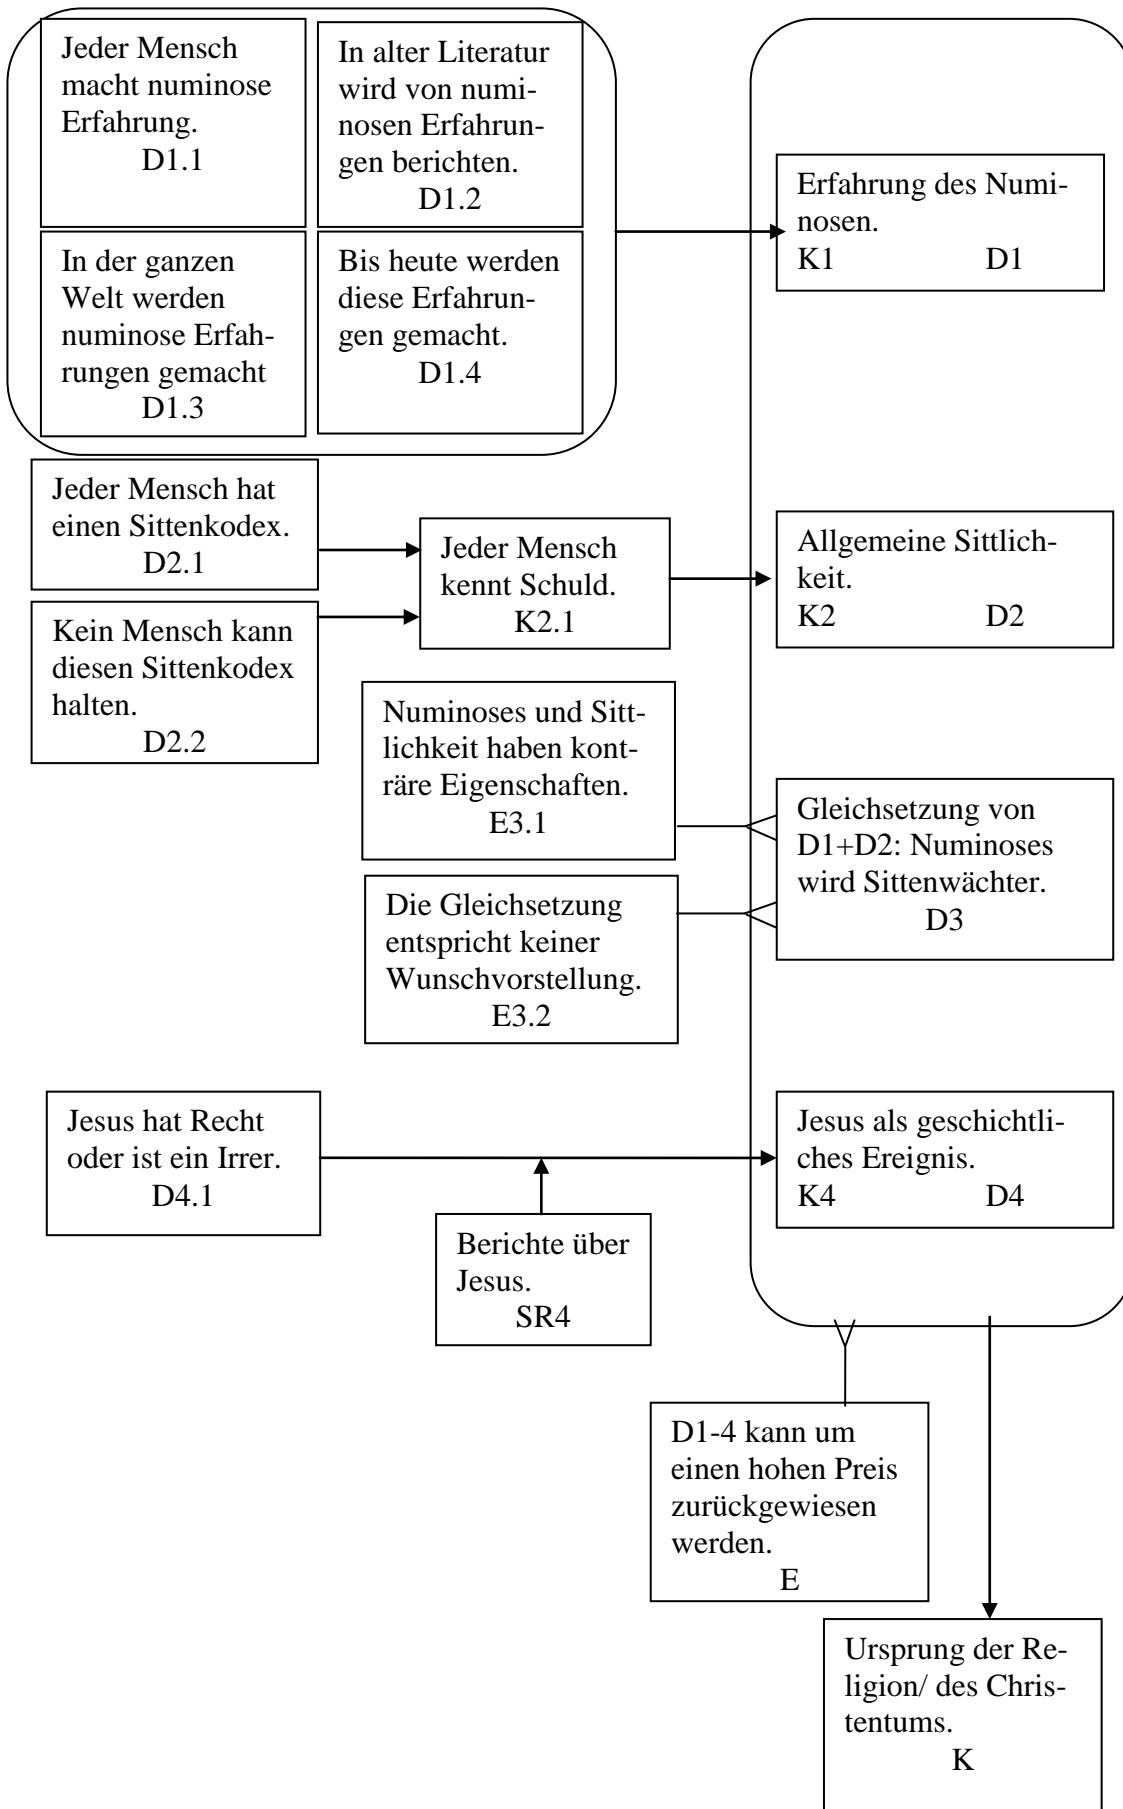 Jeder Mensch
macht numinose
Erfahrung.
D1.1
In alter Literatur
wird von numi-
nosen Erfahrun-
gen berichten.
D1.2
In der ganzen
Welt werden
numinose Erfah-
rungen gemacht
D1.3
Bis heute werden
diese Erfahrun-
gen gemacht.
D1.4
Erfahrung des Numi-
nosen.
K1 D1
Jeder Mensch hat
einen Sittenkodex.
D2.1
Kein Mensch kann
diesen Sittenkodex
halten.
D2.2
Jeder Mensch
kennt Schuld.
K2.1
Allgemeine Sittlich-
keit.
K2 D2
Numinoses und Sitt-
lichkeit haben kont-
räre Eigenschaften.
E3.1
Die Gleichsetzung
entspricht keiner
Wunschvorstellung.
E3.2
Gleichsetzung von
D1+D2: Numinoses
wird Sittenwächter.
D3
Jesus hat Recht
oder ist ein Irrer.
D4.1
Berichte über
Jesus.
SR4
Jesus als geschichtli-
ches Ereignis.
K4 D4
D1-4 kann um
einen hohen Preis
zurückgewiesen
werden.
E
Ursprung der Re-
ligion/ des Chris-
tentums.
K